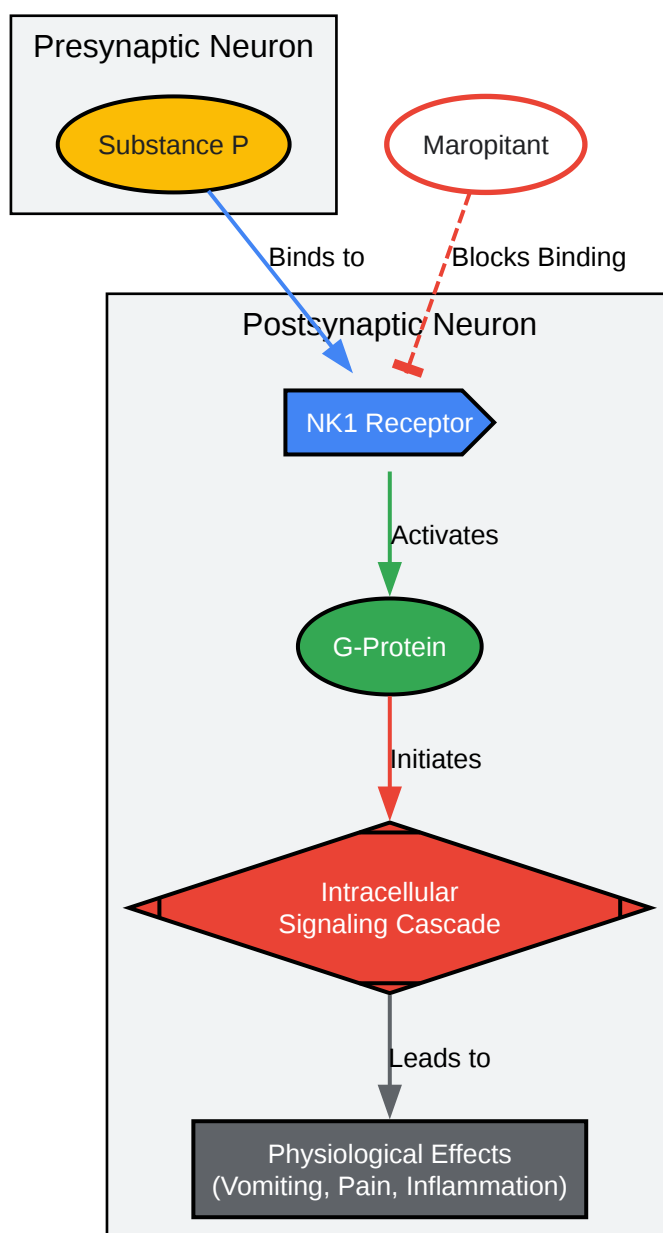 Presynaptic Neuron
Substance P
Maropitant
Binds to
Blocks Binding
Postsynaptic Neuron
NK1 Receptor
Activates
G-Protein
Initiates
Intracellular
Signaling Cascade
Leads to
Physiological Effects
(Vomiting, Pain, Inflammation)